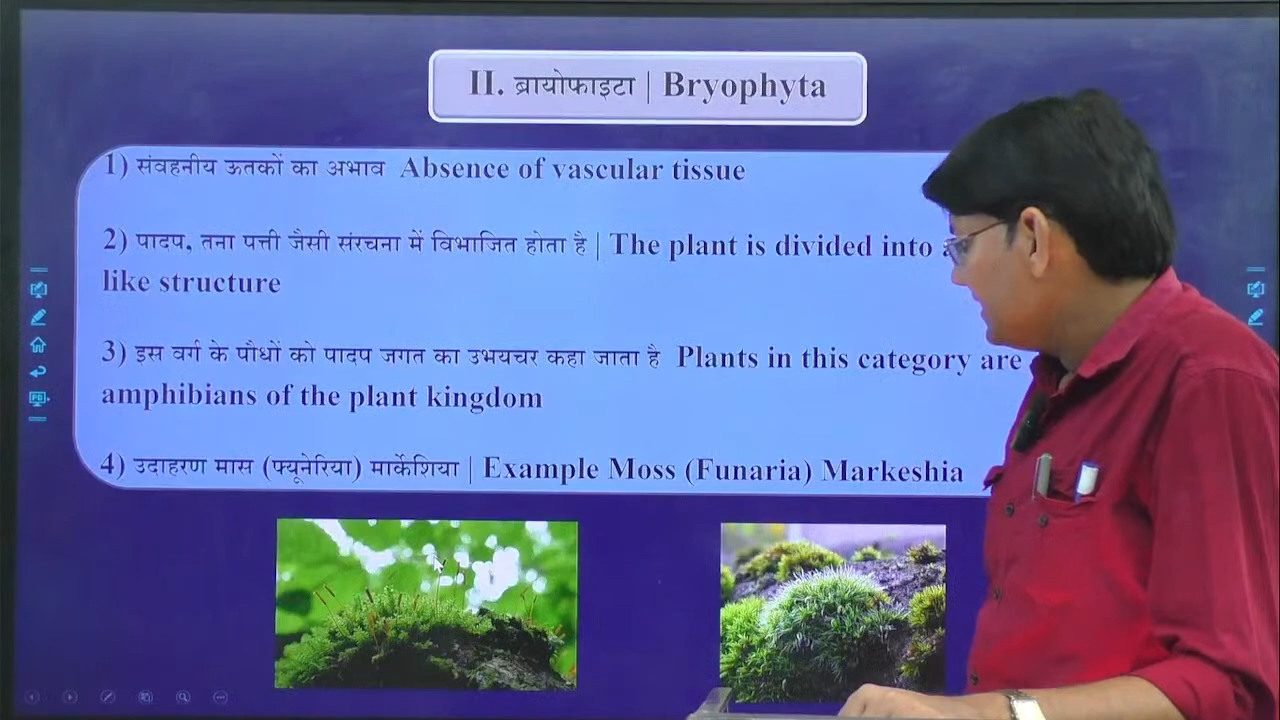 II. ब्रायोफाइटा | Bryophyta
1) संवहनीय ऊतकों का अभाव Absence of vascular tissue
2) पादप, तना पत्ती जैसी संरचना में विभाजित होता है | The plant is divided into
like structure
3) इस वर्ग के पौधों को पादप जगत का उभयचर कहा जाता है Plants in this category are
amphibians of the plant kingdom
4) उदाहरण मास (फ्यूनेरिया) मार्केशिया | Example Moss (Funaria) Markeshia